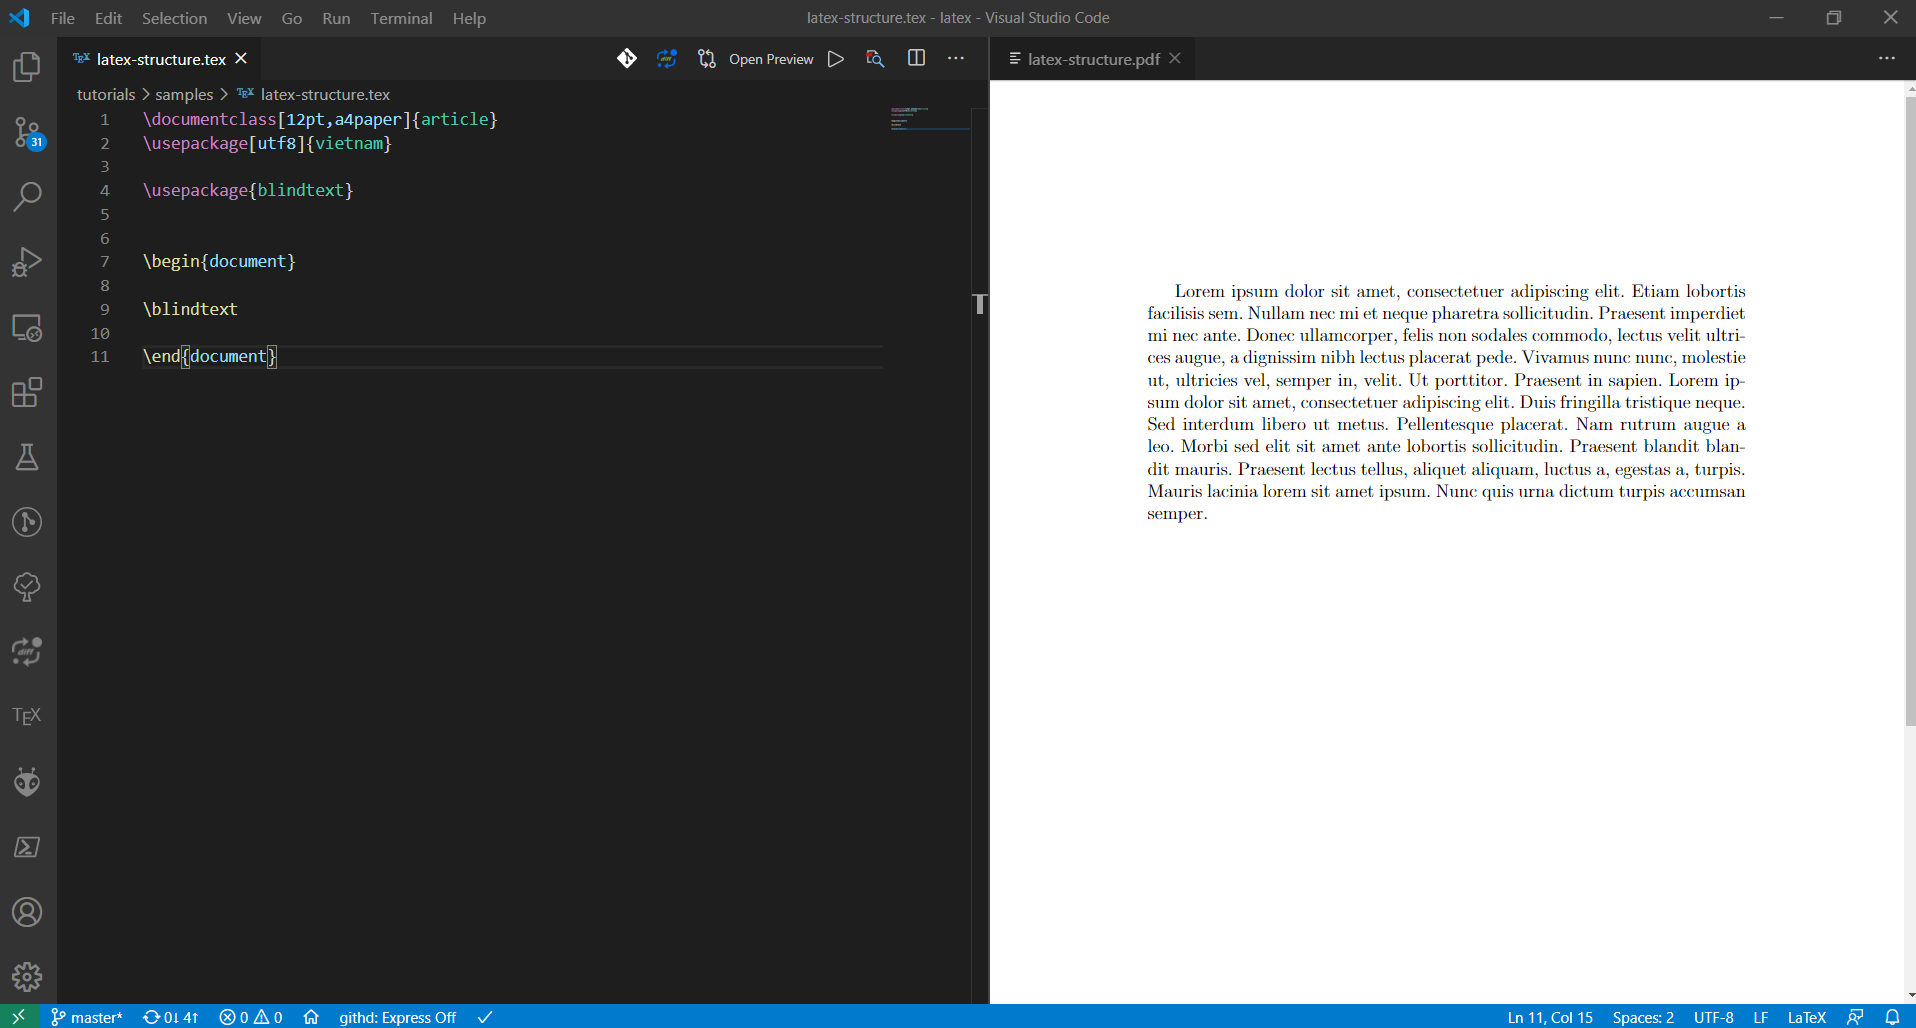 File Edit Selection View Go Run Terminal Help
latex-structure.tex - latex - Visual Studio Code
TEX latex-structure.tex
Open Preview
latex-structure.pdf
tutorials > samples > TEX latex-structure.tex
1 \documentclass[12pt,a4paper]{article}
2 \usepackage[utf8]{vietnam}
3
4 \usepackage{blindtext}
5
6
7 \begin{document}
8
9 \blindtext
10
11 \end{document}
31
diff
TEX
T
Lorem ipsum dolor sit amet, consectetuer adipiscing elit. Etiam lobortis
facilisis sem. Nullam nec mi et neque pharetra sollicitudin. Praesent imperdiet
mi nec ante. Donec ullamcorper, felis non sodales commodo, lectus velit ultri-
ces augue, a dignissim nibh lectus placerat pede. Vivamus nunc nunc, molestie
ut, ultricies vel, semper in, velit. Ut porttitor. Praesent in sapien. Lorem ip-
sum dolor sit amet, consectetuer adipiscing elit. Duis fringilla tristique neque.
Sed interdum libero ut metus. Pellentesque placerat. Nam rutrum augue a
leo. Morbi sed elit sit amet ante lobortis sollicitudin. Praesent blandit blan-
dit mauris. Praesent lectus tellus, aliquet aliquam, luctus a, egestas a, turpis.
Mauris lacinia lorem sit amet ipsum. Nunc quis urna dictum turpis accumsan
semper.
master* 0↓ 4↑ 0 0 githd: Express Off
Ln 11, Col 15 Spaces: 2 UTF-8 LF LaTeX